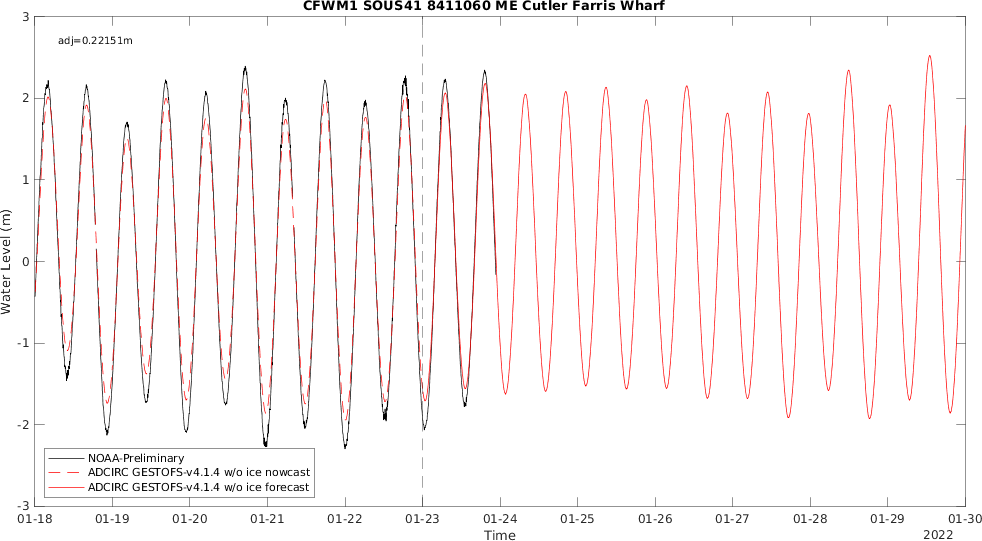 CFWM1 SOUS41 8411060 ME Cutler Farris Wharf
adj=0.22151m
3
2
1
0
-1
-2
-3
Water Level (m)
NOAA-Preliminary
ADCIRC GESTOFS-v4.1.4 w/o ice nowcast
ADCIRC GESTOFS-v4.1.4 w/o ice forecast
01-18 01-19 01-20 01-21 01-22 01-23 01-24 01-25 01-26 01-27 01-28 01-29 01-30
Time
2022